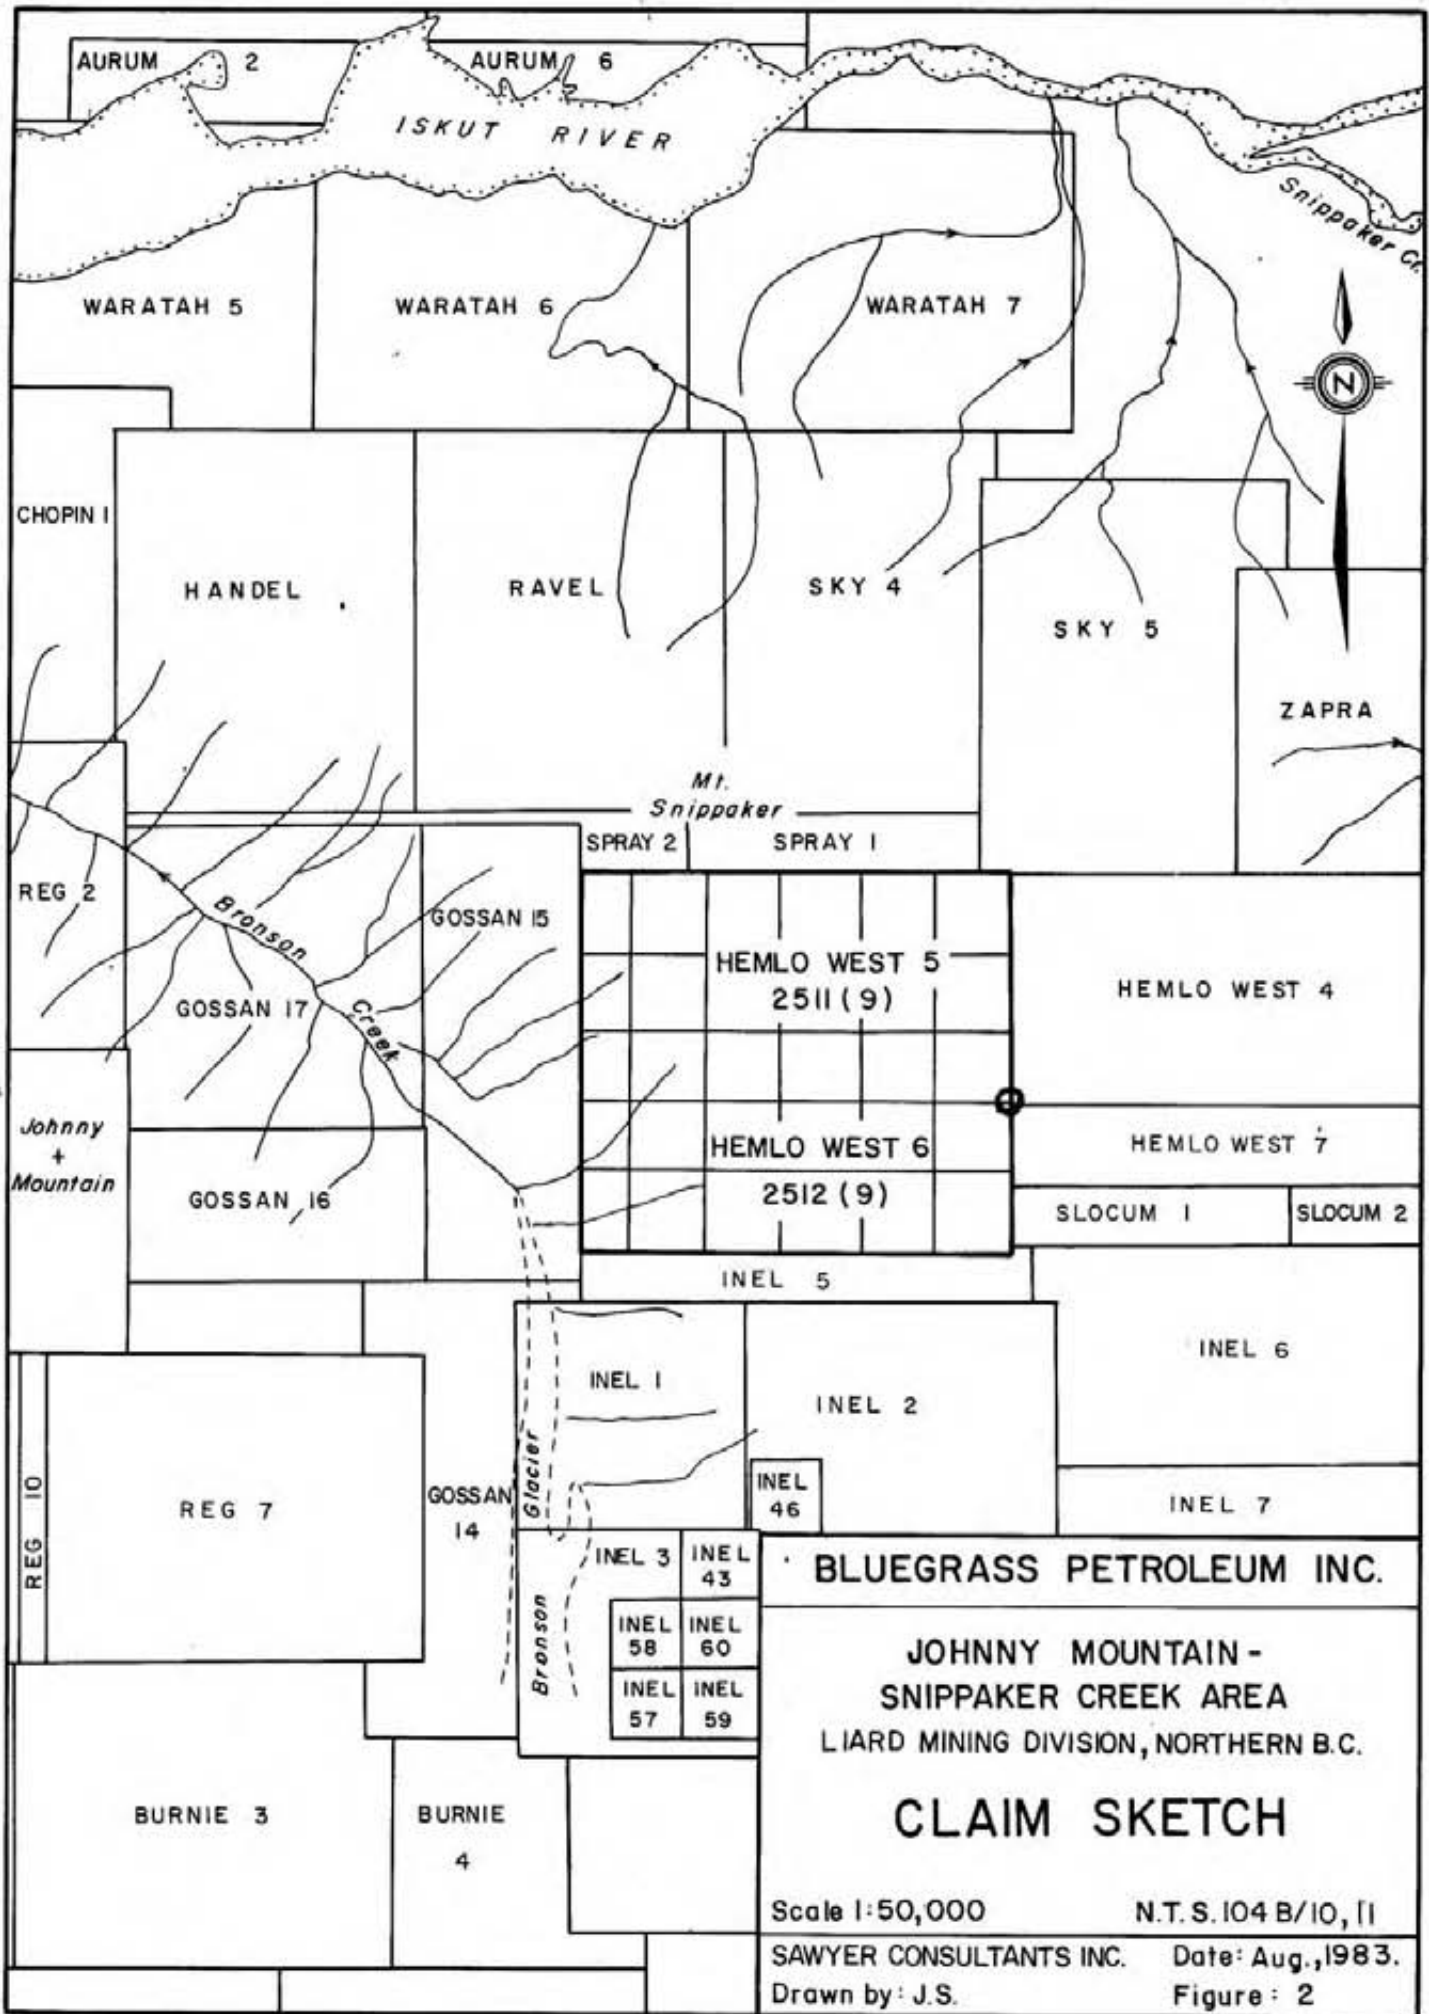 AURUM 2
AURUM 6
ISKUT RIVER
Snippaker Cr.
WARATAH 5
WARATAH 6
WARATAH 7
N
CHOPIN 1
HANDEL
RAVEL
SKY 4
SKY 5
ZAPRA
Mt.
Snippaker
SPRAY 2
SPRAY 1
REG 2
Bronson
Creek
GOSSAN 15
GOSSAN 17
HEMLO WEST 5
2511 (9)
HEMLO WEST 4
Johnny
+
Mountain
GOSSAN 16
HEMLO WEST 6
2512 (9)
HEMLO WEST 7
SLOCUM 1
SLOCUM 2
INEL 5
INEL 1
INEL 2
INEL 6
REG 10
REG 7
GOSSAN
14
Bronson Glacier
INEL
46
INEL 7
INEL 3
INEL
43
INEL
58
INEL
60
INEL
57
INEL
59
BURNIE 3
BURNIE
4
BLUEGRASS PETROLEUM INC.
JOHNNY MOUNTAIN -
SNIPPAKER CREEK AREA
LIARD MINING DIVISION, NORTHERN B.C.
CLAIM SKETCH
Scale 1:50,000 N.T.S. 104 B/10, 11
SAWYER CONSULTANTS INC. Date: Aug., 1983.
Drawn by: J.S. Figure: 2